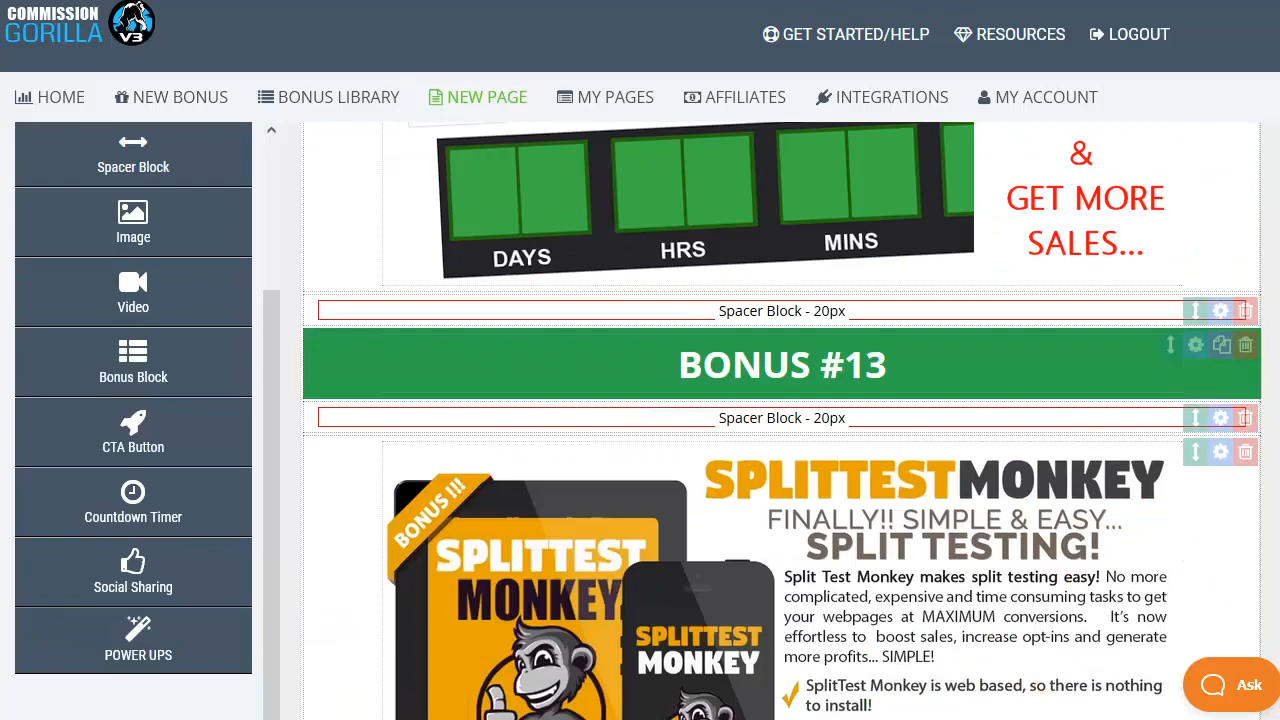 COMMISSION
GORILLA
V3
GET STARTED/HELP
RESOURCES
LOGOUT
HOME
NEW BONUS
BONUS LIBRARY
NEW PAGE
MY PAGES
AFFILIATES
INTEGRATIONS
MY ACCOUNT
Spacer Block
Image
Video
Bonus Block
CTA Button
Countdown Timer
Social Sharing
POWER UPS
DAYS
HRS
MINS
&
GET MORE
SALES...
Spacer Block - 20px
BONUS #13
Spacer Block - 20px
BONUS !!!
SPLITTEST
MONKEY
SPLITTEST
MONKEY
SPLITTESTMONKEY
FINALLY!! SIMPLE & EASY...
SPLIT TESTING!
Split Test Monkey makes split testing easy! No more
complicated, expensive and time consuming tasks to get
your webpages at MAXIMUM conversions. It's now
effortless to boost sales, increase opt-ins and generate
more profits... SIMPLE!
SplitTest Monkey is web based, so there is nothing
to install!
Ask